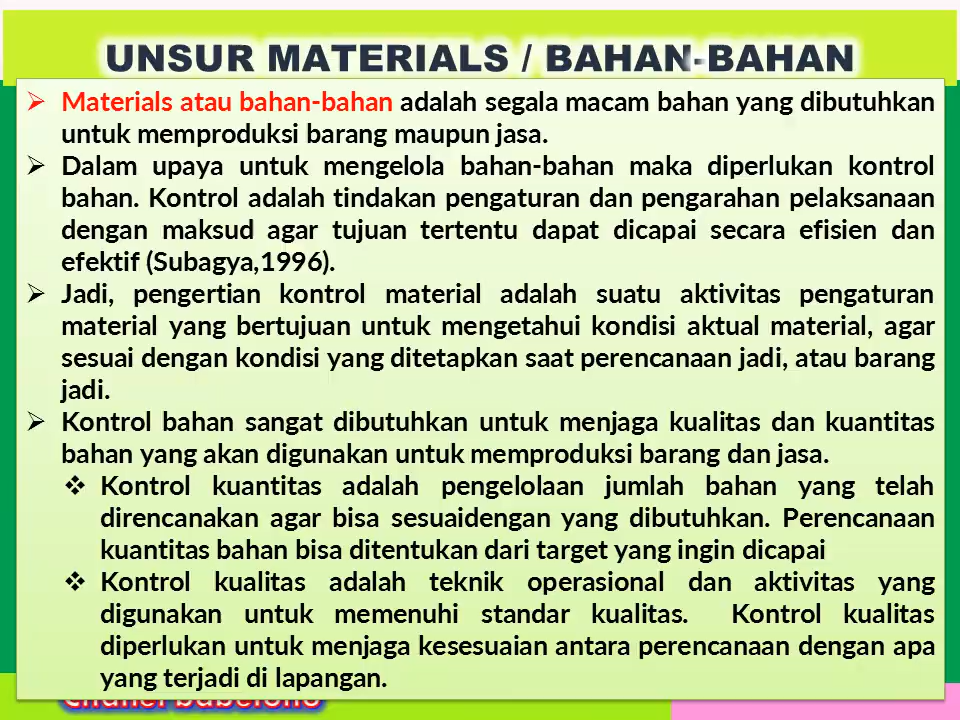 UNSUR MATERIALS / BAHAN-BAHAN
➢ Materials atau bahan-bahan adalah segala macam bahan yang dibutuhkan
untuk memproduksi barang maupun jasa.
➢ Dalam upaya untuk mengelola bahan-bahan maka diperlukan kontrol
bahan. Kontrol adalah tindakan pengaturan dan pengarahan pelaksanaan
dengan maksud agar tujuan tertentu dapat dicapai secara efisien dan
efektif (Subagya,1996).
➢ Jadi, pengertian kontrol material adalah suatu aktivitas pengaturan
material yang bertujuan untuk mengetahui kondisi aktual material, agar
sesuai dengan kondisi yang ditetapkan saat perencanaan jadi, atau barang
jadi.
➢ Kontrol bahan sangat dibutuhkan untuk menjaga kualitas dan kuantitas
bahan yang akan digunakan untuk memproduksi barang dan jasa.
❖ Kontrol kuantitas adalah pengelolaan jumlah bahan yang telah
direncanakan agar bisa sesuaidengan yang dibutuhkan. Perencanaan
kuantitas bahan bisa ditentukan dari target yang ingin dicapai
❖ Kontrol kualitas adalah teknik operasional dan aktivitas yang
digunakan untuk memenuhi standar kualitas. Kontrol kualitas
diperlukan untuk menjaga kesesuaian antara perencanaan dengan apa
yang terjadi di lapangan.